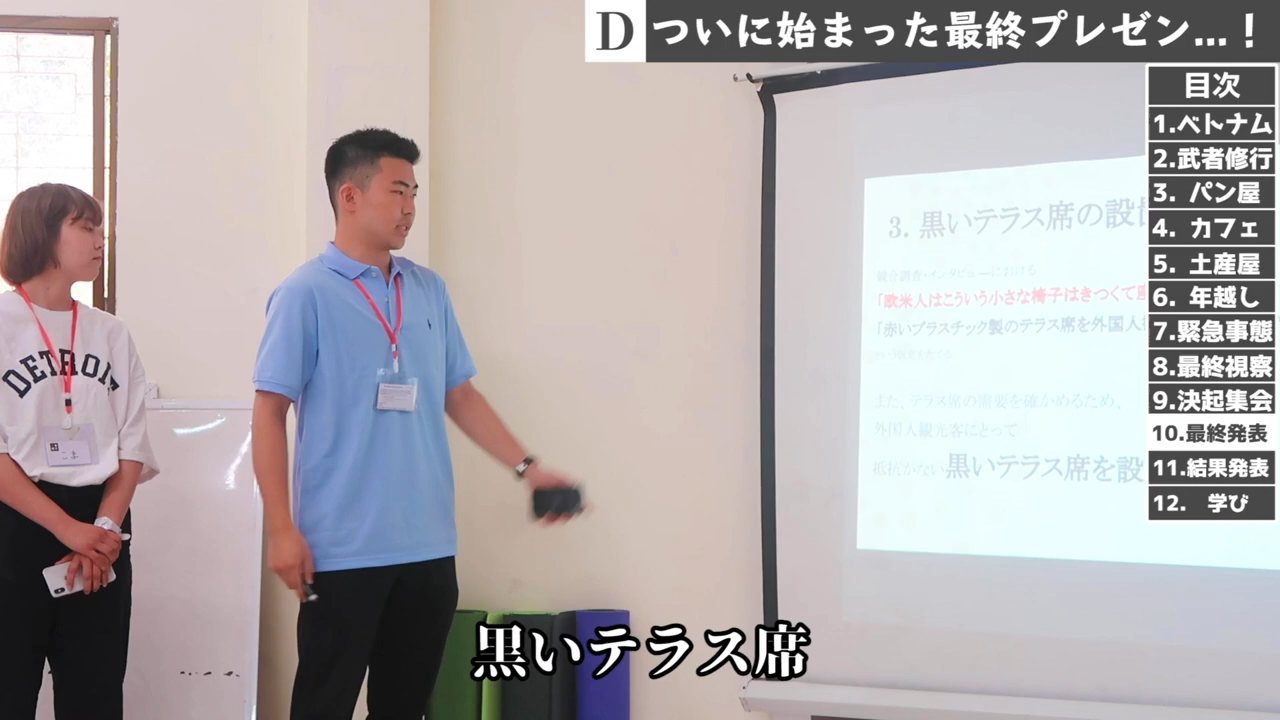 D ついに始まった最終プレゼン...！
目次
1.ベトナム
2.武者修行
3. パン屋
4. カフェ
5. 土産屋
6. 年越し
7.緊急事態
8.最終視察
9.決起集会
10.最終発表
11.結果発表
12. 学び
3. 黒いテラス席の設
「欧米人はこういう小さな椅子はきつくて
「赤いプラスチック製のテラス席を外国人
また、テラス席の需要を確かめるため、
外国人観光客にとって
抵抗がない黒いテラス席を設
DETROIT
黒いテラス席